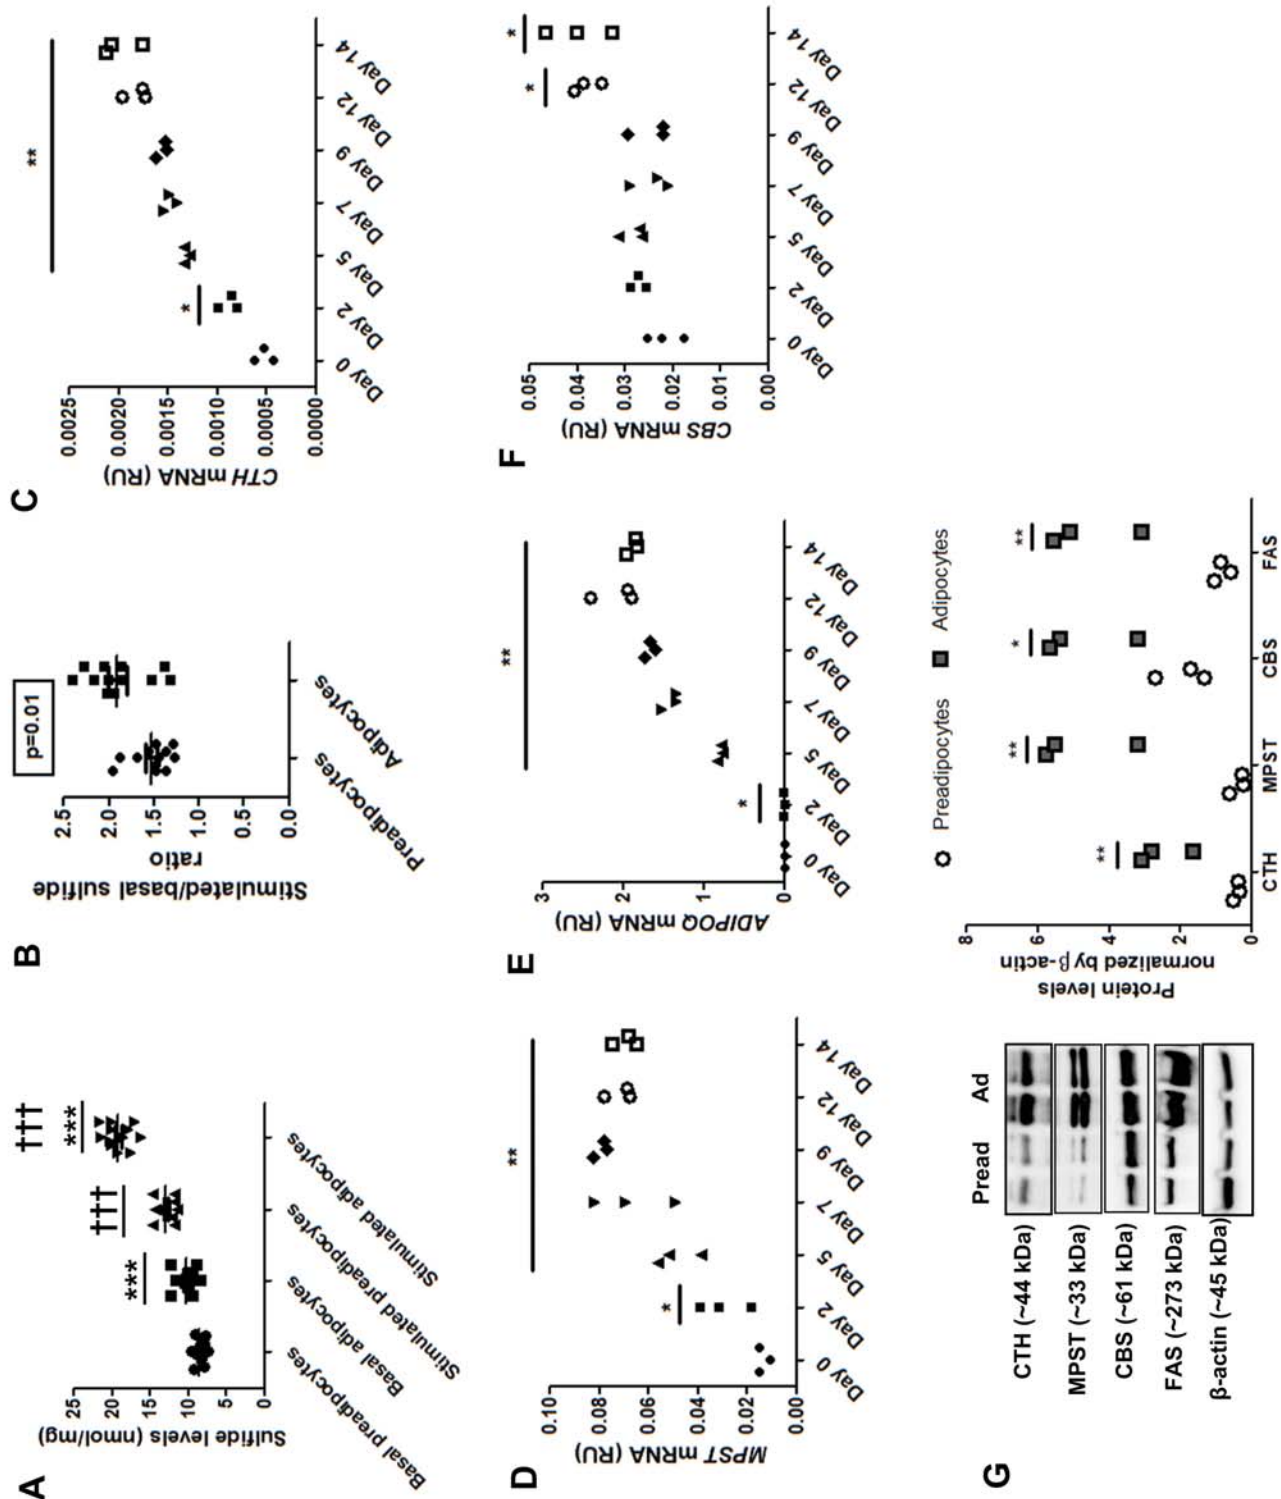 A
Sulfide levels (nmol/mg)
25
20
15
10
5
0
***
†††
†††
***
Basal preadipocytes
Basal adipocytes
Stimulated preadipocytes
Stimulated adipocytes
B
Stimulated/basal sulfide
ratio
2.5
2.0
1.5
1.0
0.5
0.0
p=0.01
Preadipocytes
Adipocytes
C
CTH mRNA (RU)
0.0025
0.0020
0.0015
0.0010
0.0005
0.0000
*
**
Day 0
Day 2
Day 5
Day 7
Day 9
Day 12
Day 14
D
MPST mRNA (RU)
0.10
0.08
0.06
0.04
0.02
0.00
*
**
Day 0
Day 2
Day 5
Day 7
Day 9
Day 12
Day 14
E
ADIPOQ mRNA (RU)
3
2
1
0
*
**
Day 0
Day 2
Day 5
Day 7
Day 9
Day 12
Day 14
F
CBS mRNA (RU)
0.05
0.04
0.03
0.02
0.01
0.00
*
*
Day 0
Day 2
Day 5
Day 7
Day 9
Day 12
Day 14
G
Pread Ad
CTH (~44 kDa)
MPST (~33 kDa)
CBS (~61 kDa)
FAS (~273 kDa)
β-actin (~45 kDa)
Preadipocytes Adipocytes
Protein levels
normalized by β-actin
8
6
4
2
0
**
**
*
**
CTH
MPST
CBS
FAS